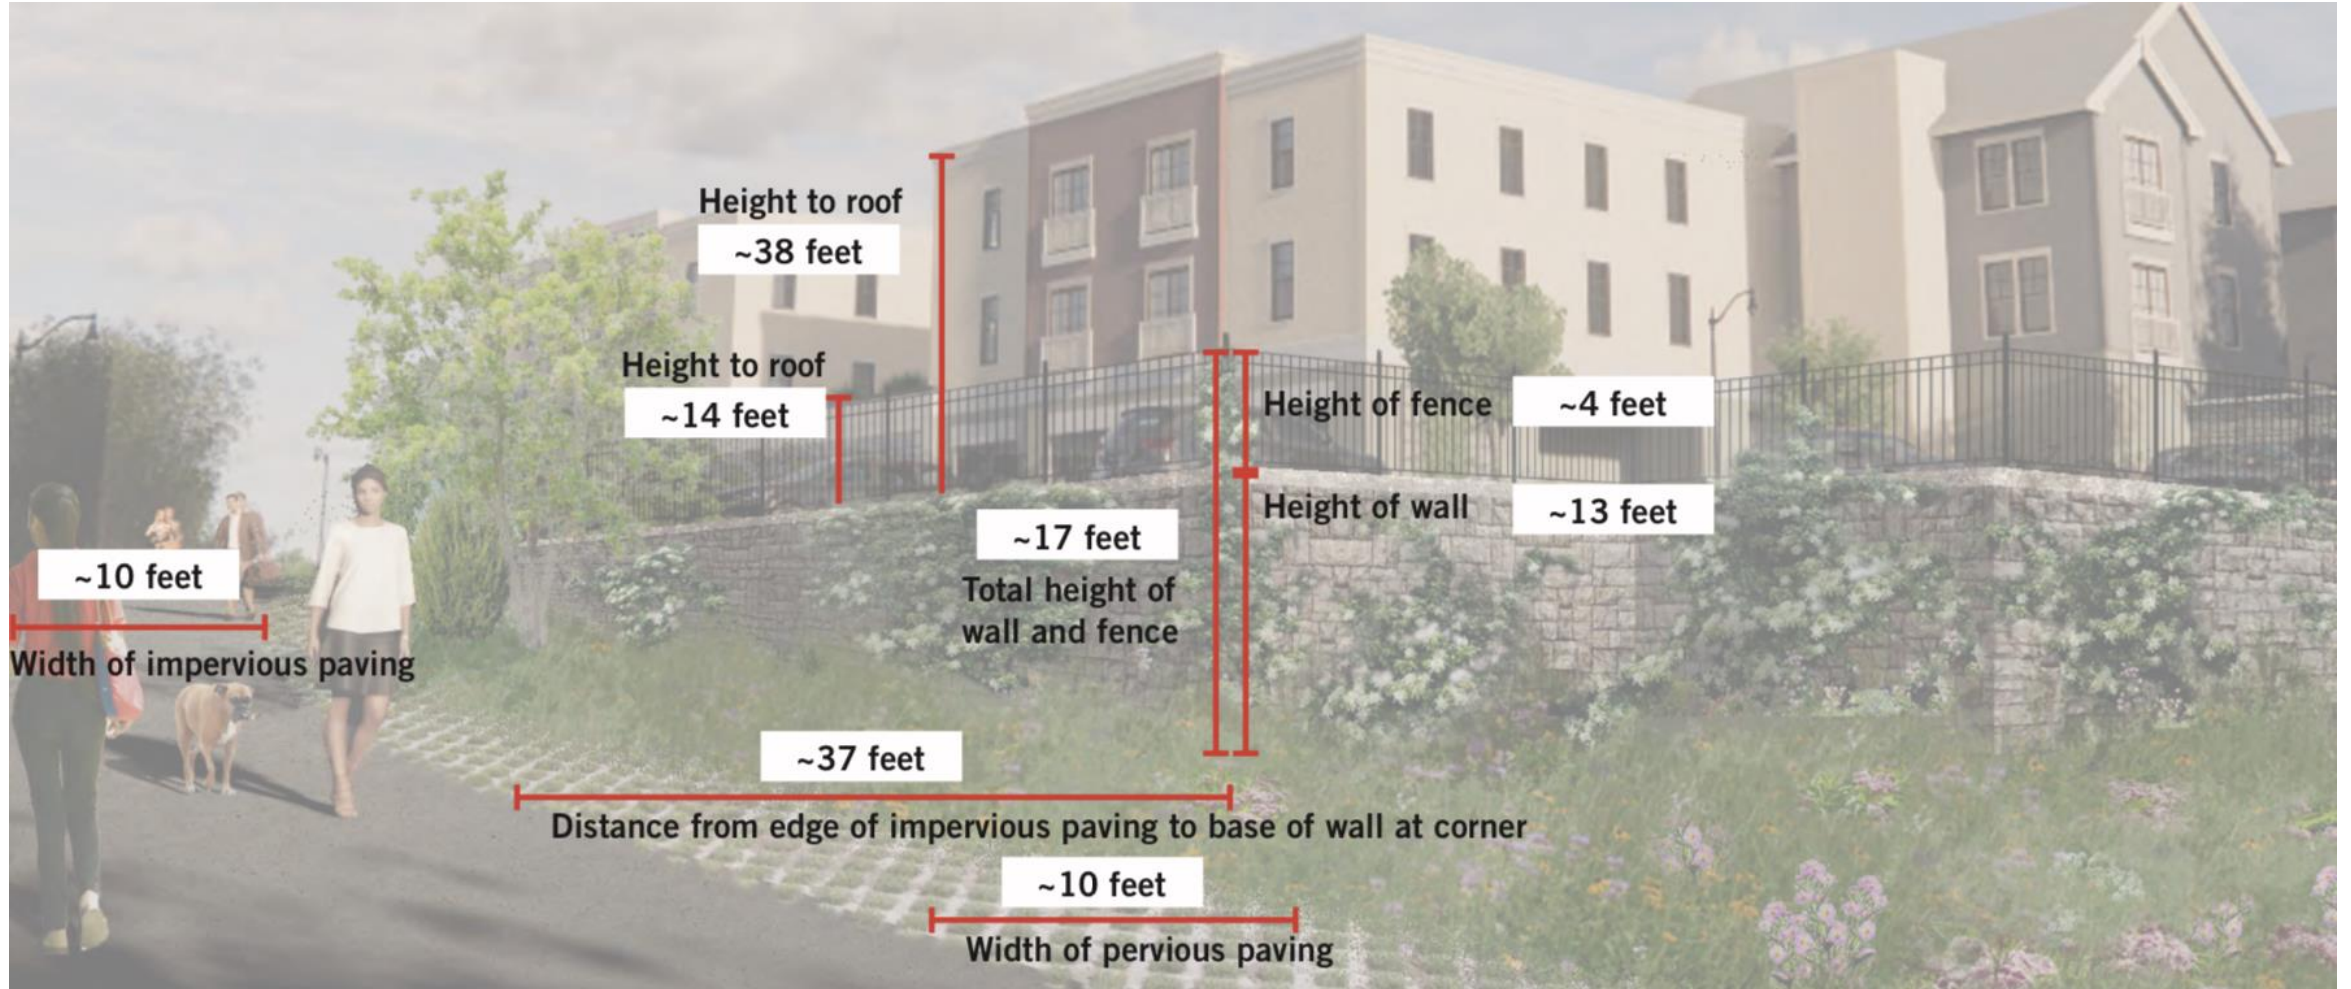 Height to roof
~38 feet
Height to roof
~14 feet
Height of fence
~4 feet
Height of wall
~13 feet
~17 feet
Total height of
wall and fence
~10 feet
Width of impervious paving
~37 feet
Distance from edge of impervious paving to base of wall at corner
~10 feet
Width of pervious paving